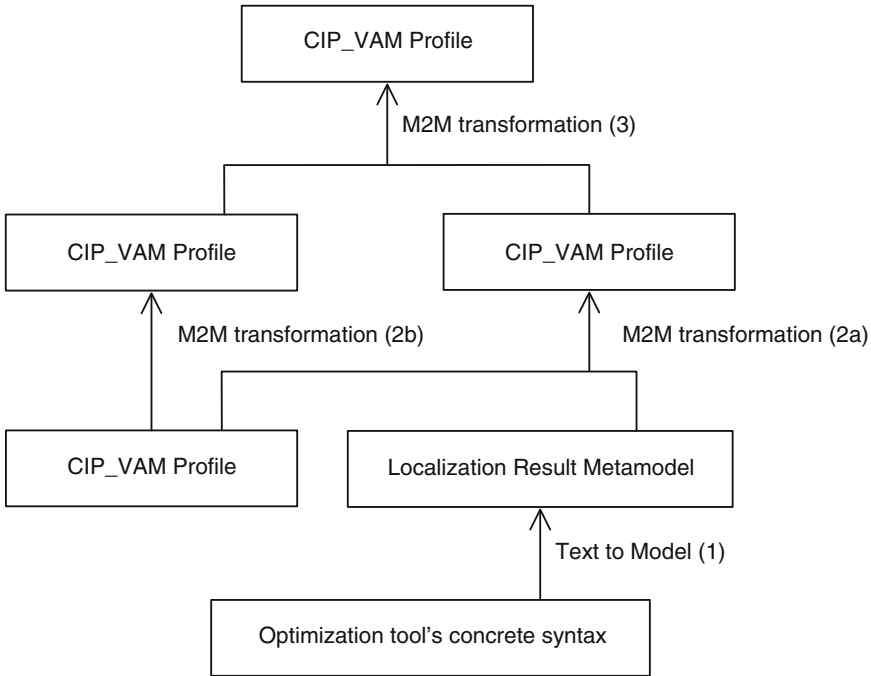 CIP_VAM Profile
M2M transformation (3)
CIP_VAM Profile
CIP_VAM Profile
M2M transformation (2b)
M2M transformation (2a)
CIP_VAM Profile
Localization Result Metamodel
Text to Model (1)
Optimization tool’s concrete syntax